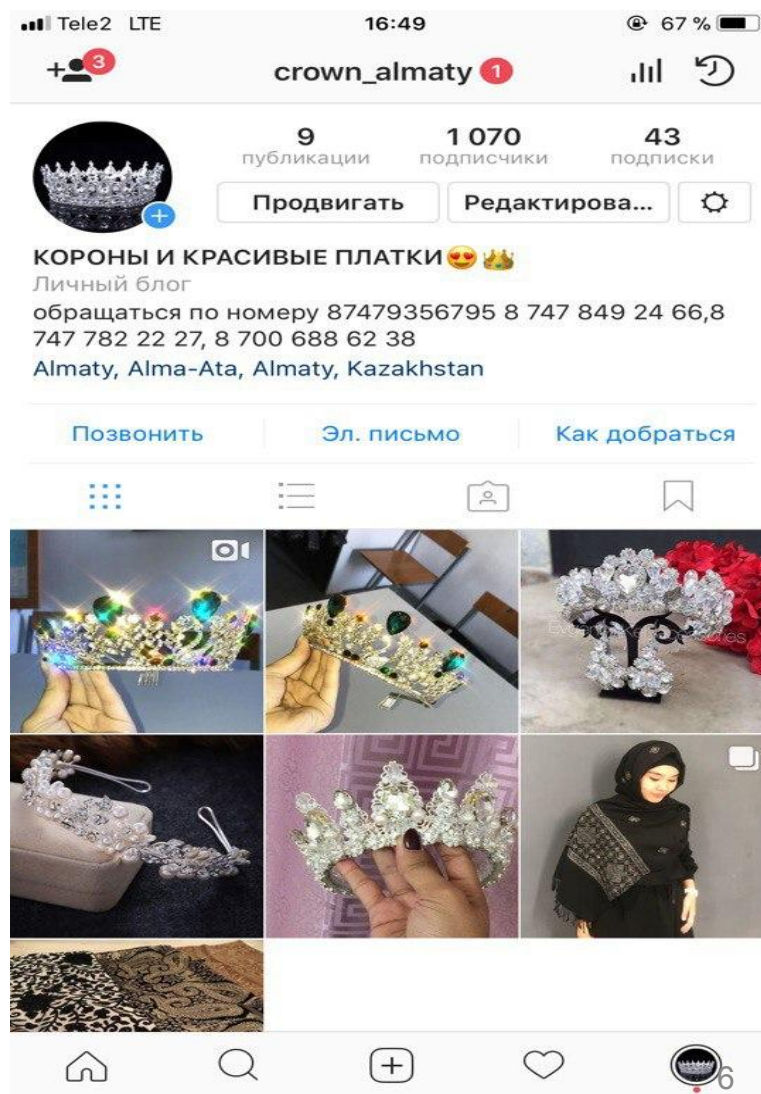 Tele2 LTE 16:49 67 %
3
crown_almaty 1
9 1 070 43
публикации подписчики подписки
Продвигать Редактирова...
КОРОНЫ И КРАСИВЫЕ ПЛАТКИ😍👑
Личный блог
обращаться по номеру 87479356795 8 747 849 24 66,8
747 782 22 27, 8 700 688 62 38
Almaty, Alma-Ata, Almaty, Kazakhstan
Позвонить Эл. письмо Как добраться
6